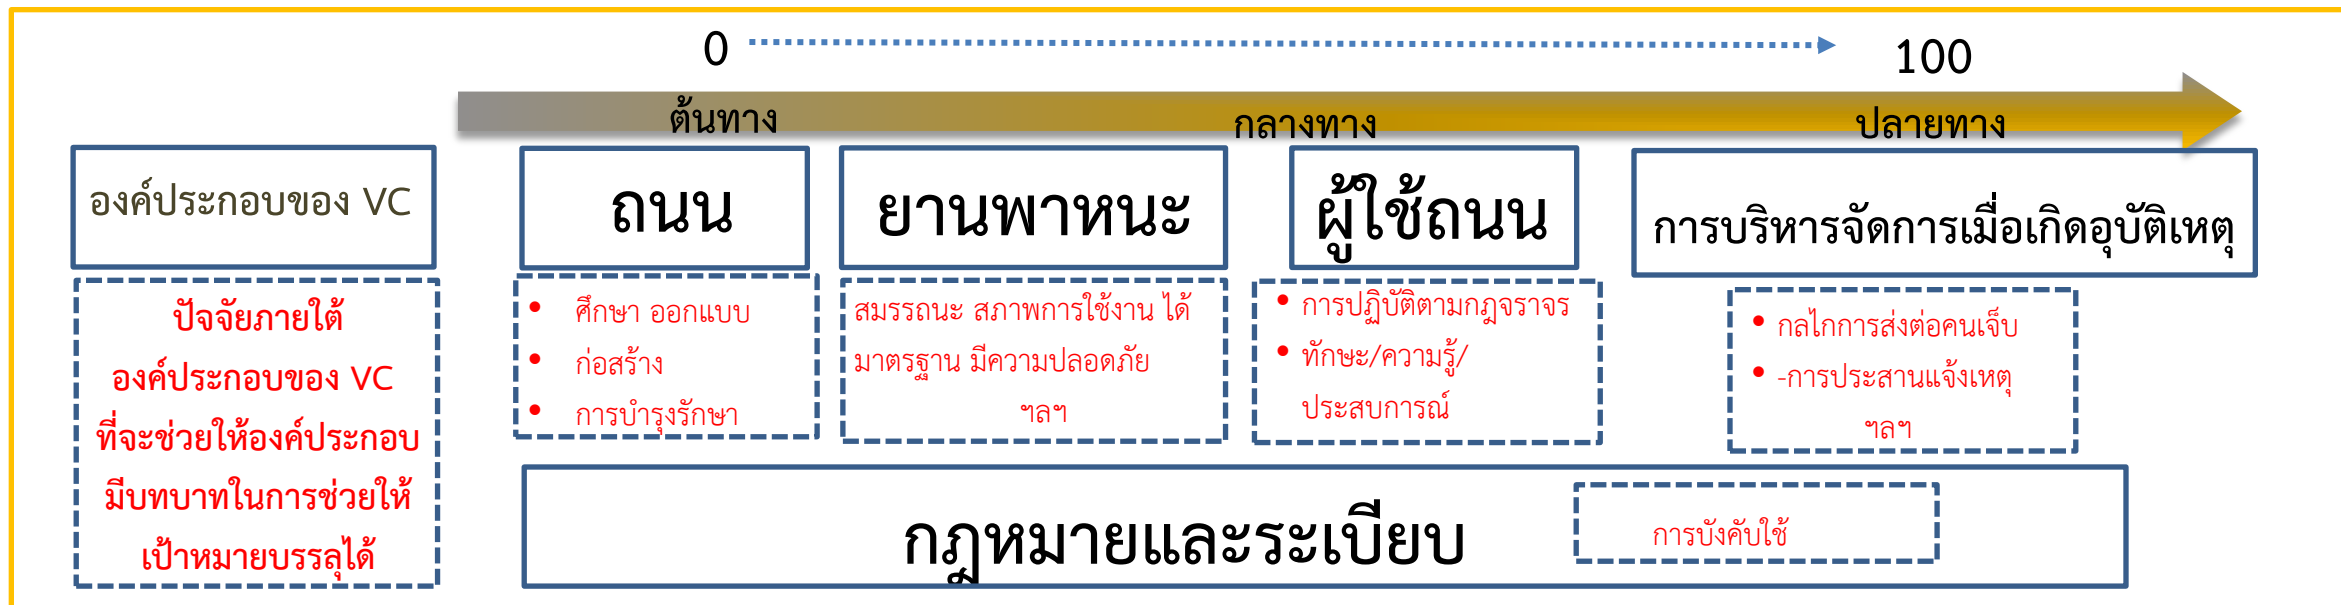 0
100
ต้นทาง
กลางทาง
ปลายทาง
องค์ประกอบของ VC
ถนน
ยานพาหนะ
ผู้ใช้ถนน
การบริหารจัดการเมื่อเกิดอุบัติเหตุ
ปัจจัยภายใต้
องค์ประกอบของ VC
ที่จะช่วยให้องค์ประกอบ
มีบทบาทในการช่วยให้
เป้าหมายบรรลุได้
• ศึกษา ออกแบบ
• ก่อสร้าง
• การบำรุงรักษา
สมรรถนะ สภาพการใช้งาน ได้
มาตรฐาน มีความปลอดภัย
ฯลฯ
• การปฏิบัติตามกฎจราจร
• ทักษะ/ความรู้/
ประสบการณ์
• กลไกการส่งต่อคนเจ็บ
• -การประสานแจ้งเหตุ
ฯลฯ
กฎหมายและระเบียบ
การบังคับใช้